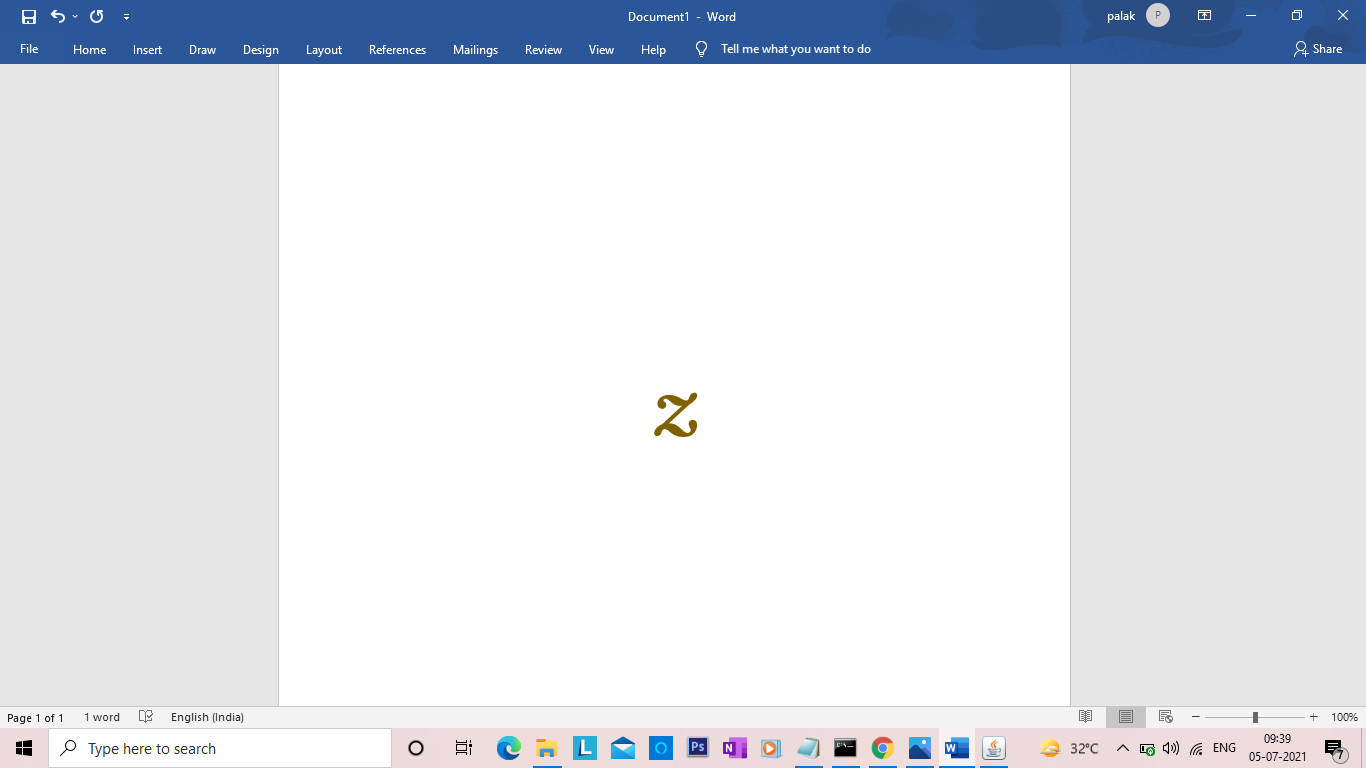 Document1 - Word
palak P
File Home Insert Draw Design Layout References Mailings Review View Help Tell me what you want to do Share
z
Page 1 of 1 1 word English (India) 100%
Type here to search L Ps N W 32°C ENG 09:39
05-07-2021 7